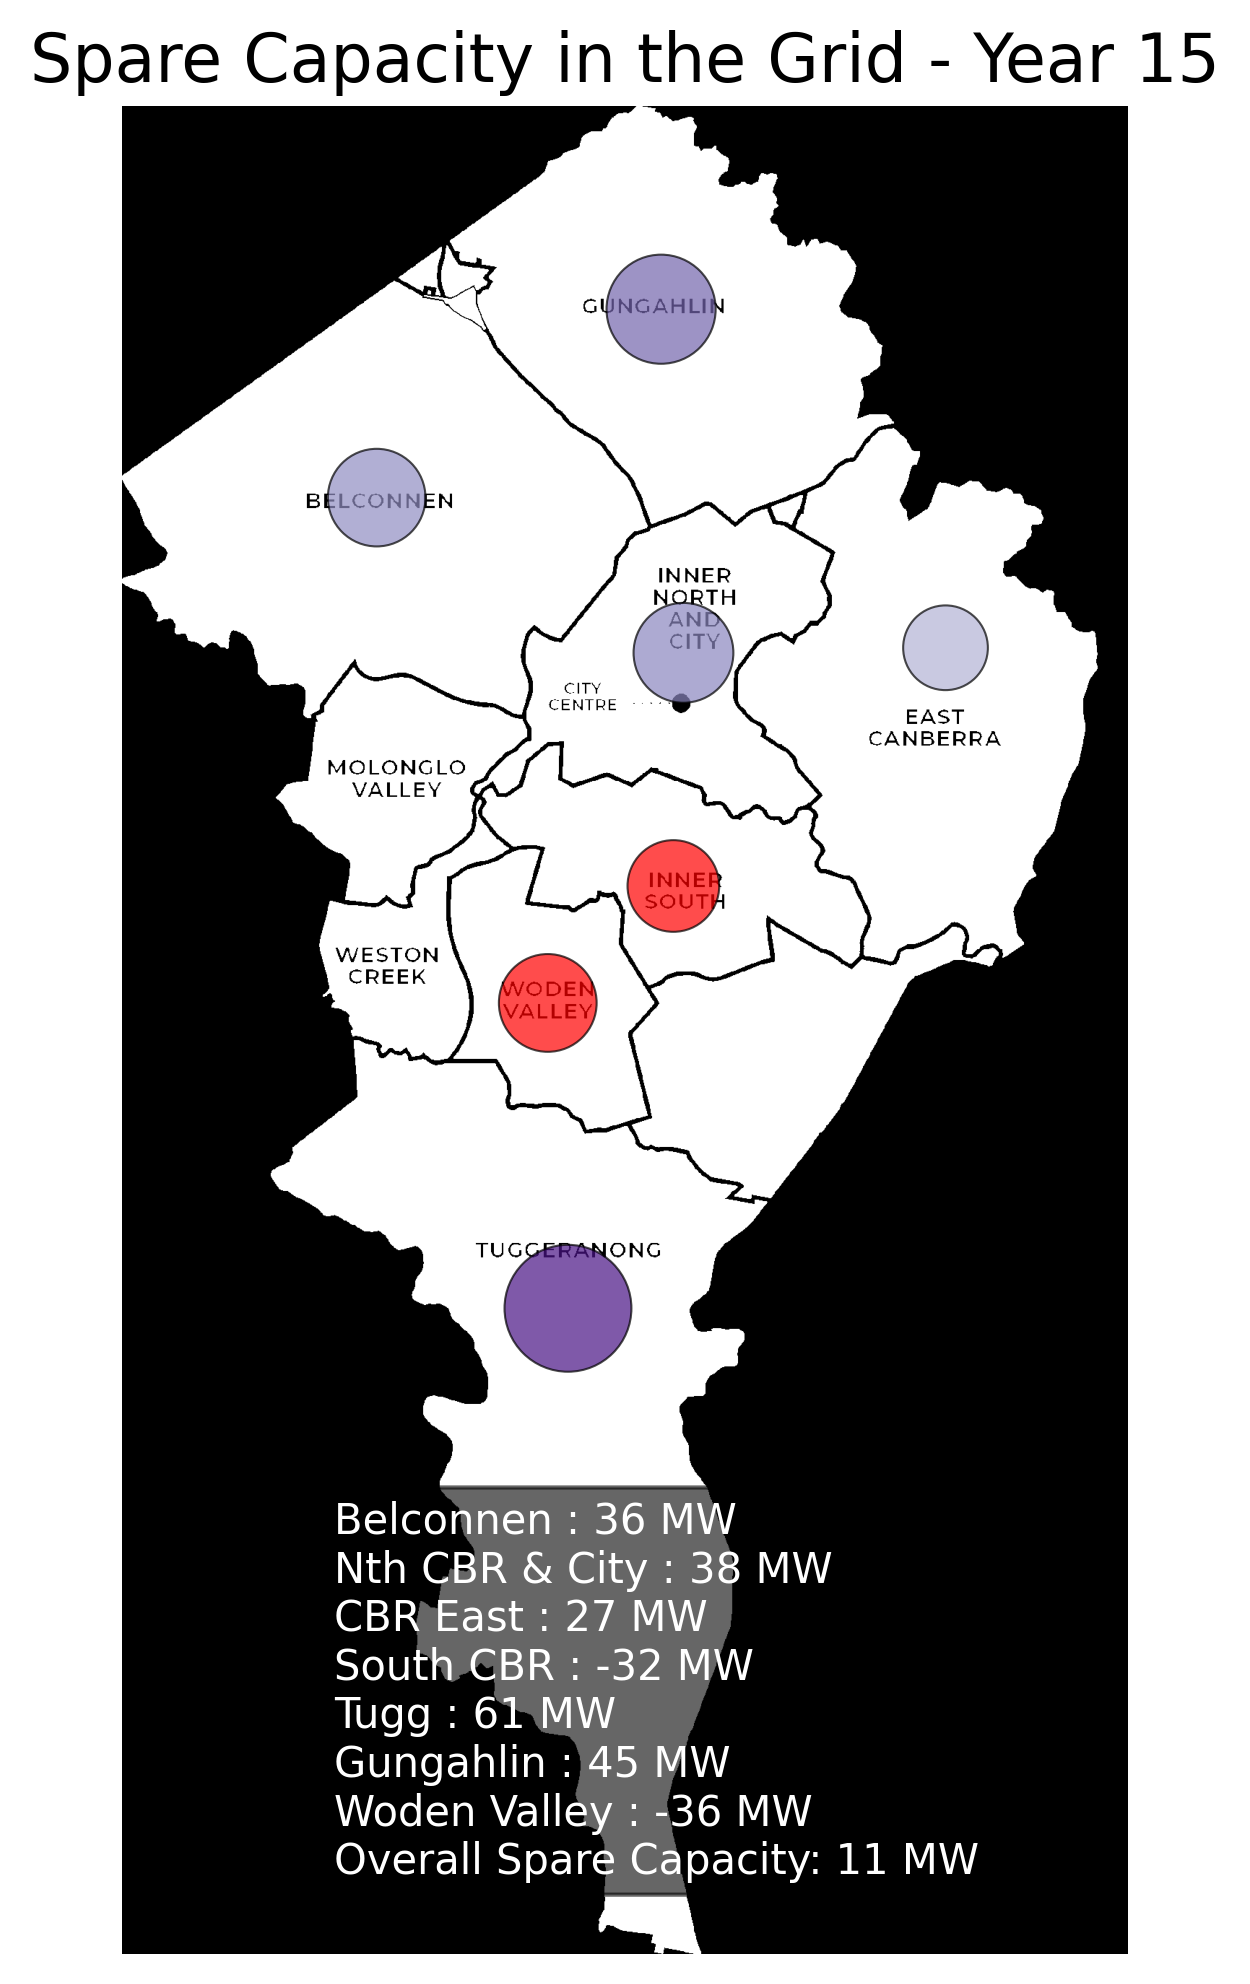 Spare Capacity in the Grid - Year 15
GUNGAHLIN
BELCONNEN
INNER
NORTH
AND
CITY
CITY
CENTRE
EAST
CANBERRA
MOLONGLO
VALLEY
INNER
SOUTH
WESTON
CREEK
WODEN
VALLEY
TUGGERANONG
Belconnen : 36 MW
Nth CBR & City : 38 MW
CBR East : 27 MW
South CBR : -32 MW
Tugg : 61 MW
Gungahlin : 45 MW
Woden Valley : -36 MW
Overall Spare Capacity: 11 MW